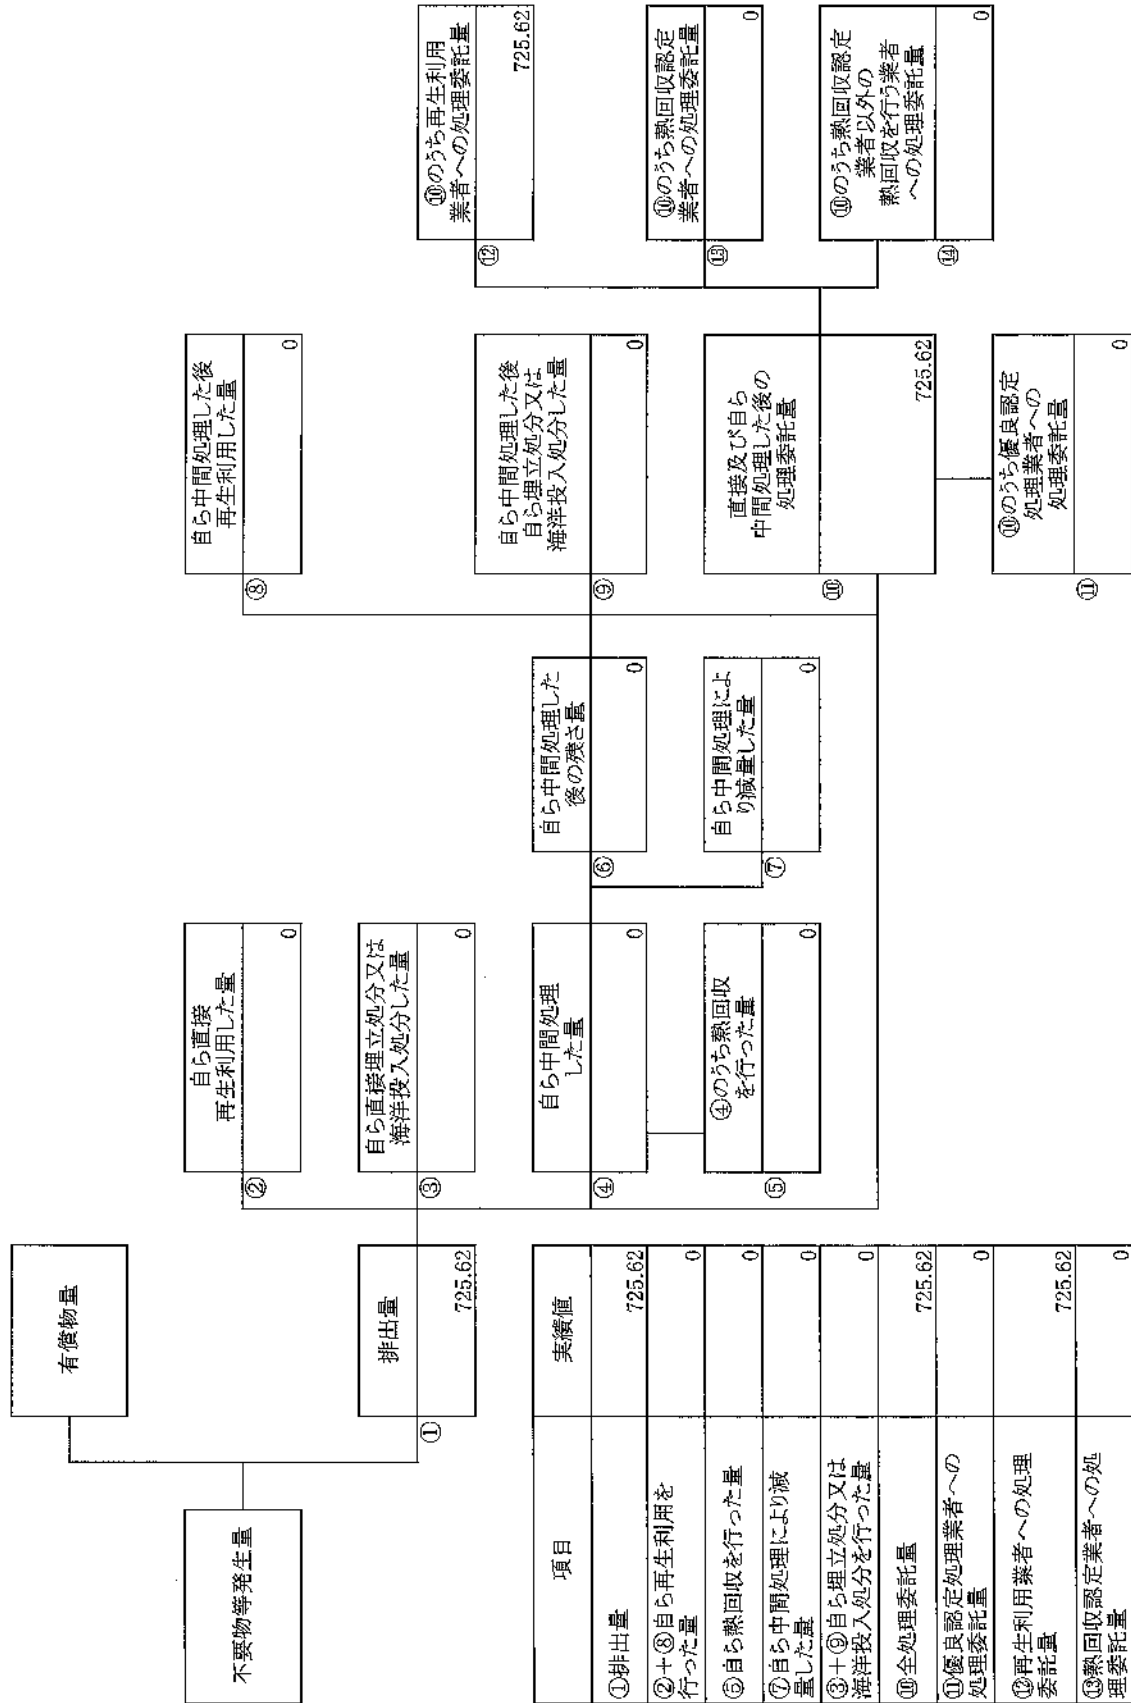 不要物等発生量
有償物量
排出量
①
725.62
自ら直接
再生利用した量
②
0
自ら直接埋立処分又は
海洋投入処分した量
③
0
自ら中間処理
した量
④
0
④のうち熱回収
を行った量
⑤
0
自ら中間処理した
後の残さ量
⑥
0
自ら中間処理によ
り減量した量
⑦
0
自ら中間処理した後
再生利用した量
⑧
0
自ら中間処理した後
自ら埋立処分又は
海洋投入処分した量
⑨
0
直接及び自ら
中間処理した後の
処理委託量
⑩
725.62
⑩のうち優良認定
処理業者への
処理委託量
⑪
0
⑩のうち再生利用
業者への処理委託量
⑫
725.62
⑩のうち熱回収認定
業者への処理委託量
⑬
0
⑩のうち熱回収認定
業者以外の
熱回収を行う業者
への処理委託量
⑭
0
項目 実績値
①排出量 725.62
②+⑧自ら再生利用を
行った量 0
⑤自ら熱回収を行った量 0
⑦自ら中間処理により減
量した量 0
③+⑨自ら埋立処分又は
海洋投入処分を行った量 0
⑩全処理委託量 725.62
⑪優良認定処理業者への
処理委託量 0
⑫再生利用業者への処理
委託量 725.62
⑬熱回収認定業者への処
理委託量 0